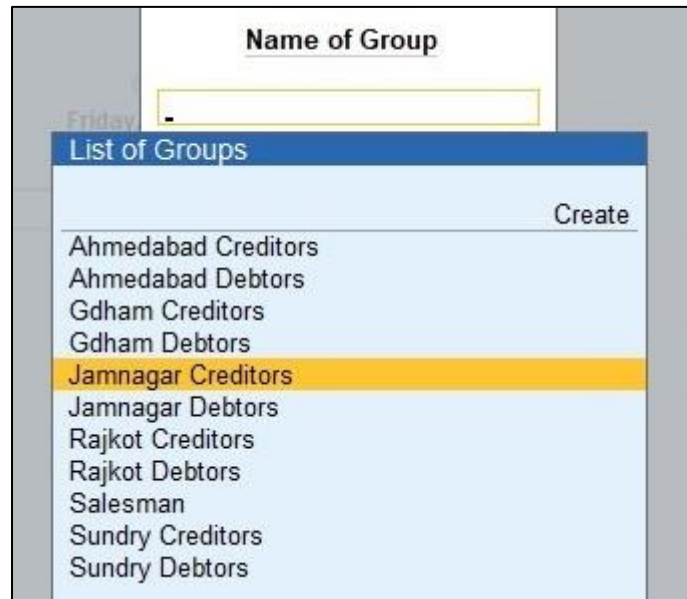 Name of Group
Friday,
List of Groups
Create
Ahmedabad Creditors
Ahmedabad Debtors
Gdham Creditors
Gdham Debtors
Jamnagar Creditors
Jamnagar Debtors
Rajkot Creditors
Rajkot Debtors
Salesman
Sundry Creditors
Sundry Debtors